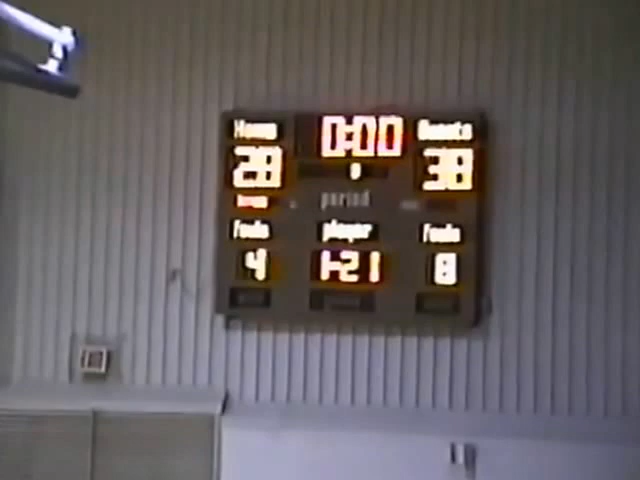 Home 0:00 Guests
28 38
period
fouls player fouls
4 1-21 8